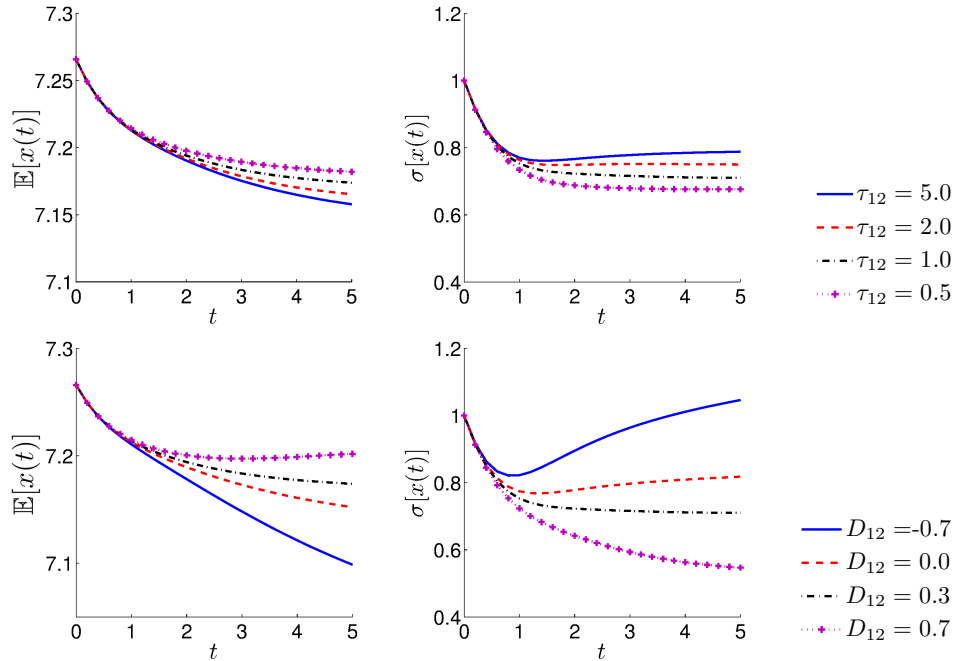 7.3
7.25
7.2
7.15
7.1
𝔼[x(t)]
0 1 2 3 4 5
t
1.2
1
0.8
0.6
0.4
σ[x(t)]
0 1 2 3 4 5
t
τ₁₂ = 5.0
τ₁₂ = 2.0
τ₁₂ = 1.0
τ₁₂ = 0.5
7.3
7.2
7.1
𝔼[x(t)]
0 1 2 3 4 5
t
1.2
1
0.8
0.6
0.4
σ[x(t)]
0 1 2 3 4 5
t
D₁₂ =-0.7
D₁₂ = 0.0
D₁₂ = 0.3
D₁₂ = 0.7